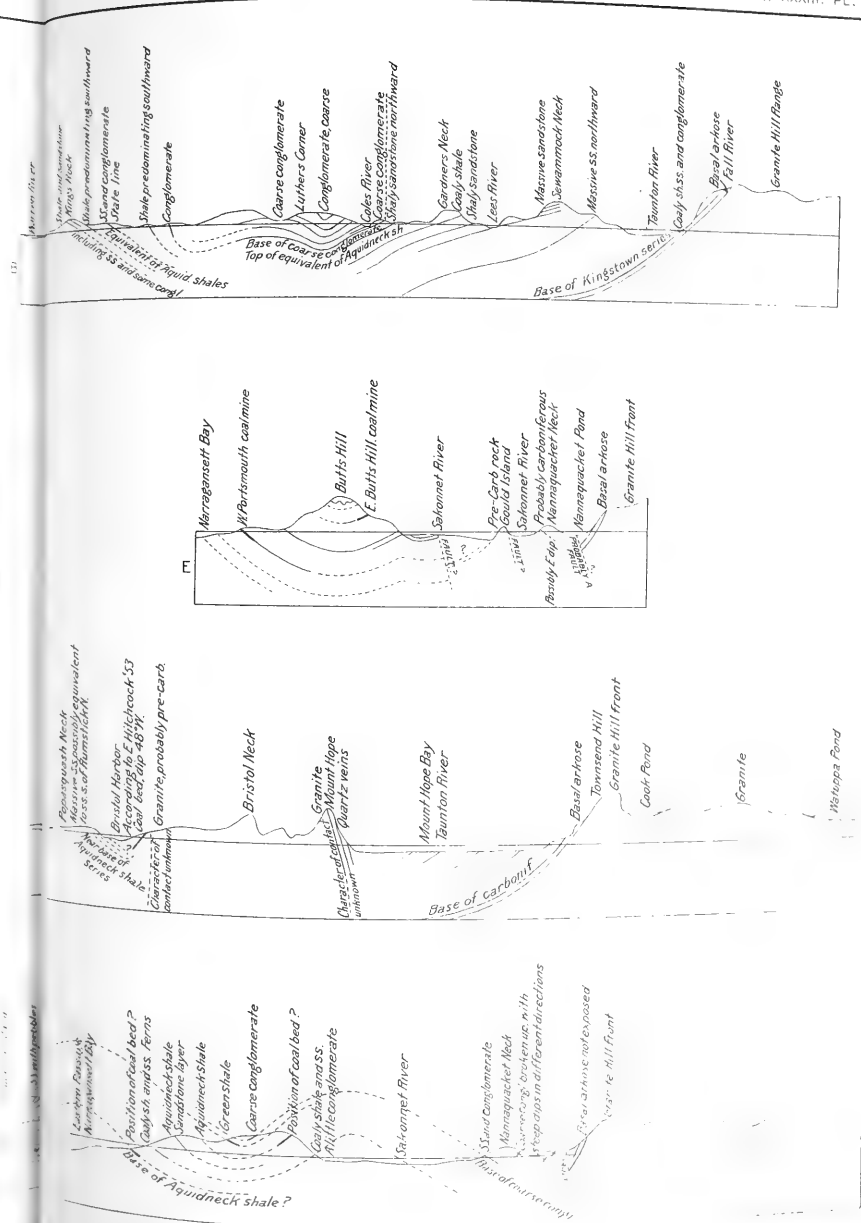 Shale predominating southward
King's Neck
SS and Conglomerate
State line
Shale predominating southward
Conglomerate
Coarse conglomerate
Luthers Corner
Conglomerate, coarse
Coles River
Coarse conglomerate
Shaly sandstone northward
Gardners Neck
Coaly shale
Shaly sandstone
Lees River
Massive sandstone
Sewammock Neck
Massive ss. northward
Taunton River
Coaly sh. ss. and conglomerate
Basal arkose
Fall River
Granite Hill Range
Equivalent of Aquid shales
including SS and some congl
Base of coarse conglomerate
Top of equivalent of Aquidneck sh
Base of Kingstown series
E
Narragansett Bay
W. Portsmouth coal mine
Butts Hill
E. Butts Hill. coal mine
Sakonnet River
Pre-Carb rock
Gould Island
Sakonnet River
Probably carboniferous
Nannaquacket Neck
Nannaquacket Pond
Basal arkose
Granite Hill front
FAULT?
FAULT?
Possibly E dip
PROBABLY A
FAULT
Popasquash Neck
Massive SS. possibly equivalent
to s.s. s. of Rumstick N.
Bristol Harbor
According to E Hitchcock '53
Coal bed, dip 48° W.
Granite, probably pre-carb.
Bristol Neck
Granite
Mount Hope
Quartz veins
Mount Hope Bay
Taunton River
Basal arkose
Townsend Hill
Granite Hill front
Cook Pond
Granite
Watuppa Pond
Near base of
Aquidneck shale
series
Character of
contact unknown
Character of contact
unknown
Base of carbonif
Eastern Passage
Narragansett Bay
Position of coal bed?
Coaly sh. and ss. Ferns
Aquidneck shale
Sandstone layer
Aquidneck Shale
Green shale
Coarse Conglomerate
Position of coal bed?
Coaly shale and SS.
A little conglomerate
Sakonnet River
SS and Conglomerate
Nannaquacket Neck
broken up, with
steep dips in different directions
arkose not exposed
Granite Hill front
Base of Aquidneck shale?
Base of coarse congl